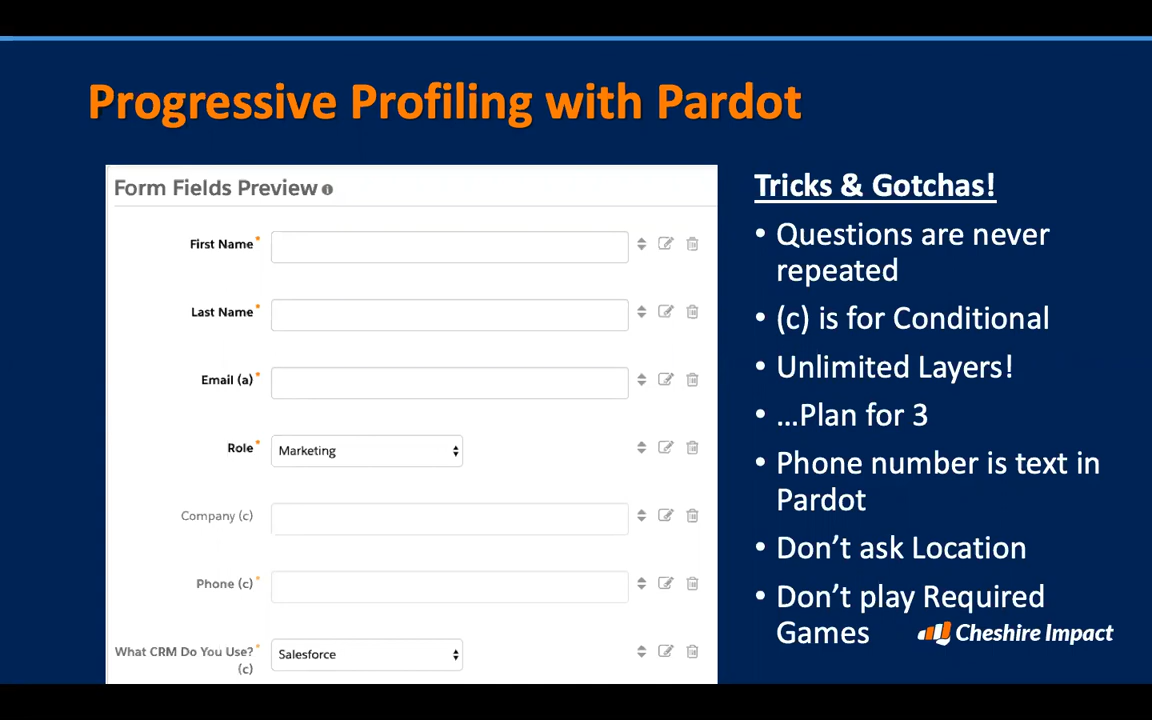 Progressive Profiling with Pardot
Form Fields Preview
First Name*
Last Name*
Email (a)*
Role*
Marketing
Company (c)
Phone (c)*
What CRM Do You Use?*
(c)
Salesforce
Tricks & Gotchas!
• Questions are never
repeated
• (c) is for Conditional
• Unlimited Layers!
• …Plan for 3
• Phone number is text in
Pardot
• Don’t ask Location
• Don’t play Required
Games
Cheshire Impact